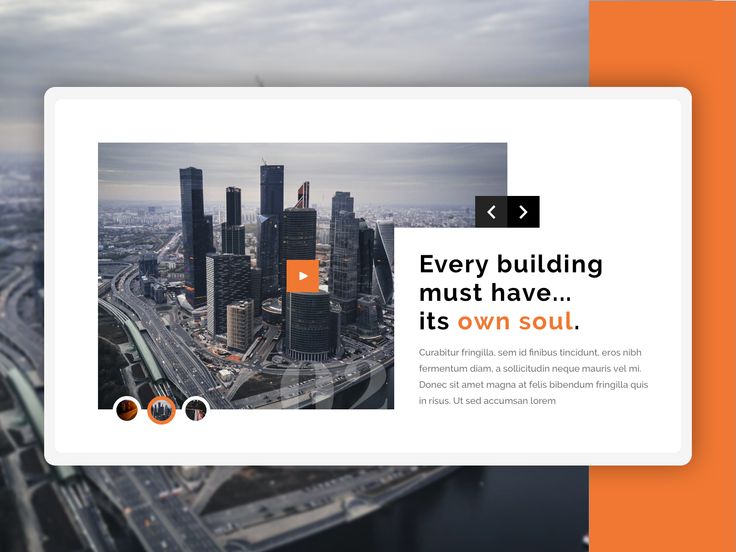 Every building
must have...
its own soul.
Curabitur fringilla, sem id finibus tincidunt, eros nibh
fermentum diam, a sollicitudin neque mauris vel mi.
Donec sit amet magna at felis bibendum fringilla quis
in risus. Ut sed accumsan lorem
02